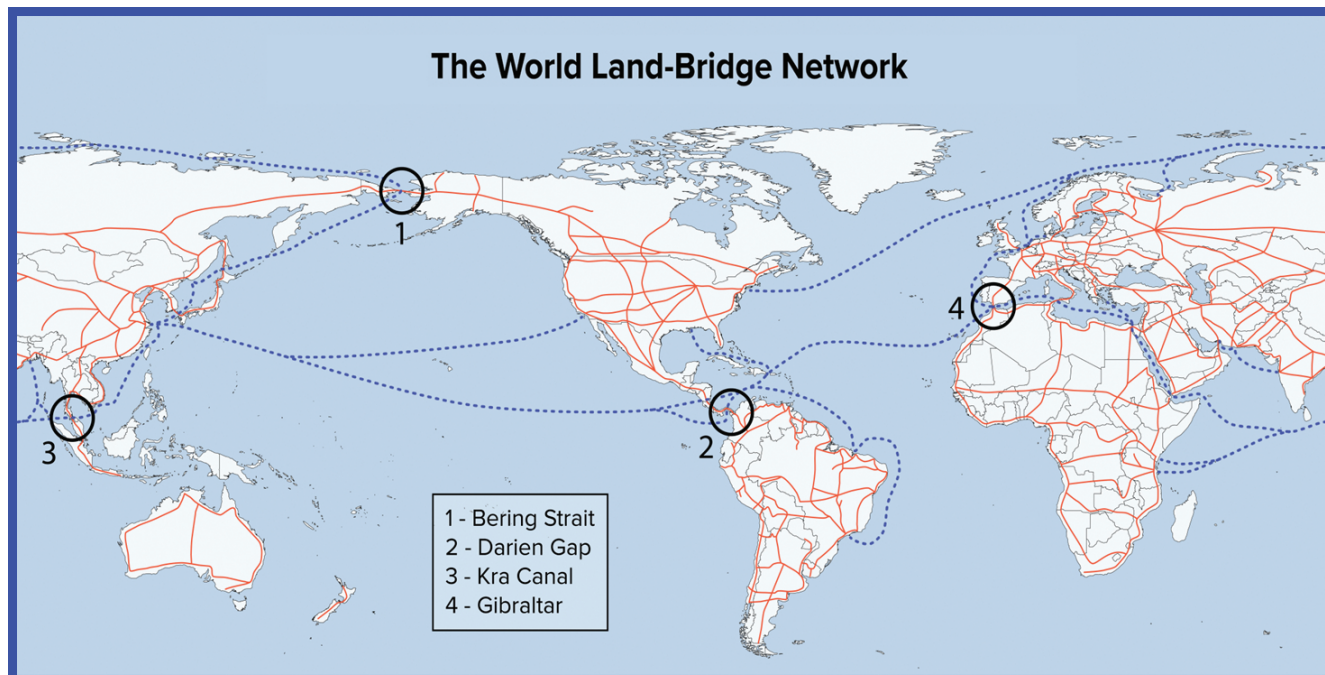 The World Land-Bridge Network
1
4
2
3
1 - Bering Strait
2 - Darien Gap
3 - Kra Canal
4 - Gibraltar